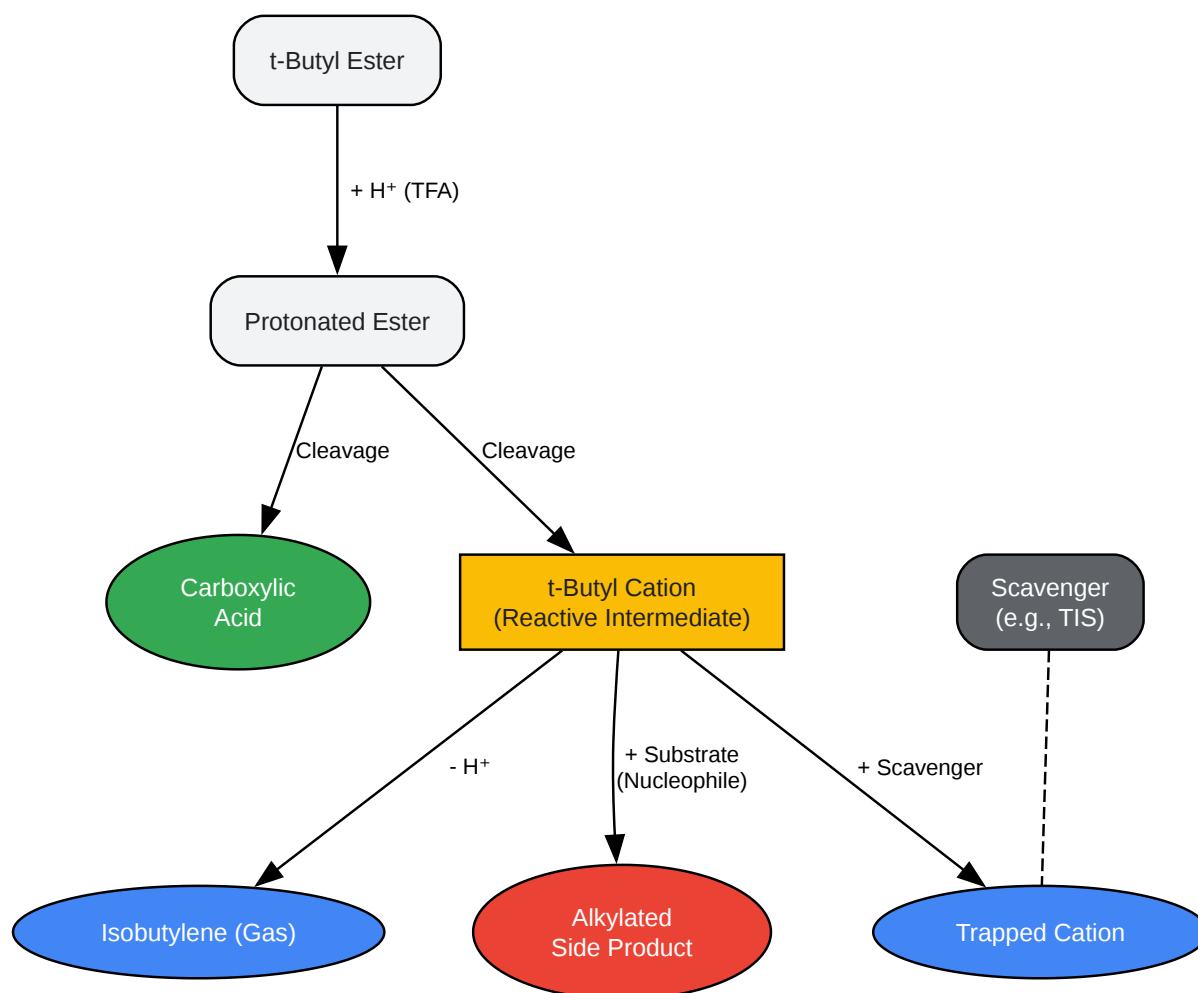 t-Butyl Ester
+ H⁺ (TFA)
Protonated Ester
Cleavage
Cleavage
Carboxylic
Acid
t-Butyl Cation
(Reactive Intermediate)
Scavenger
(e.g., TIS)
- H⁺
+ Substrate
(Nucleophile)
+ Scavenger
Isobutylene (Gas)
Alkylated
Side Product
Trapped Cation